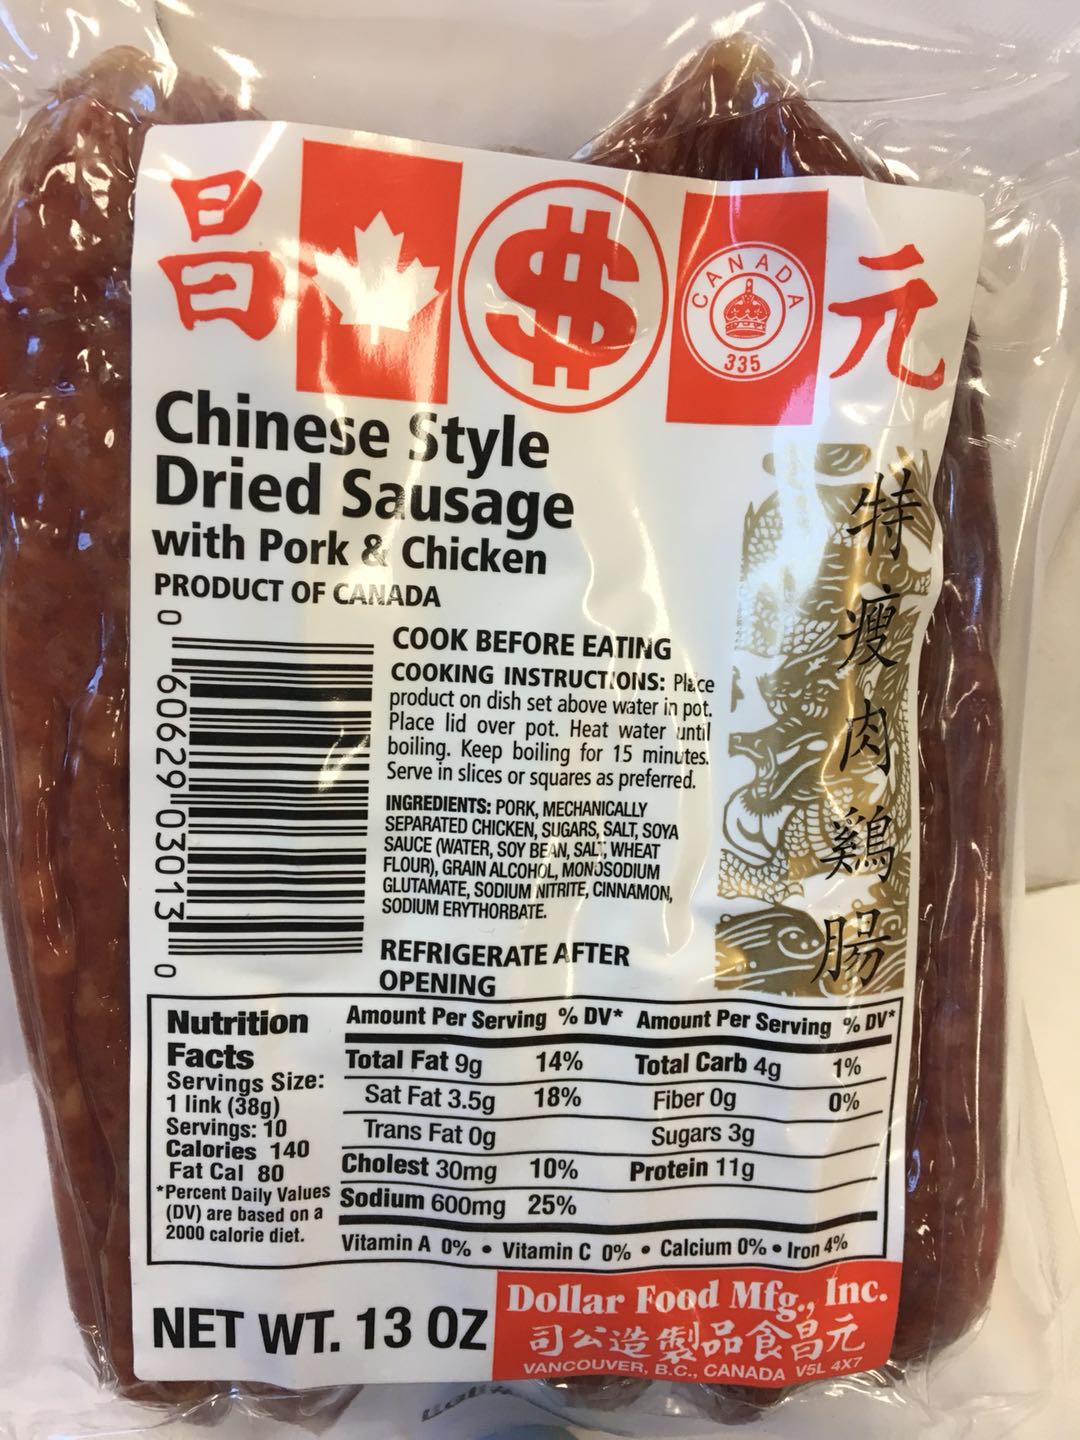 昌 $ 元
CANADA
335
Chinese Style
Dried Sausage
with Pork & Chicken
PRODUCT OF CANADA
特瘦肉鷄腸
0 60629 03013 0
COOK BEFORE EATING
COOKING INSTRUCTIONS: Place
product on dish set above water in pot.
Place lid over pot. Heat water until
boiling. Keep boiling for 15 minutes.
Serve in slices or squares as preferred.
INGREDIENTS: PORK, MECHANICALLY
SEPARATED CHICKEN, SUGARS, SALT, SOYA
SAUCE (WATER, SOY BEAN, SALT, WHEAT
FLOUR), GRAIN ALCOHOL, MONOSODIUM
GLUTAMATE, SODIUM NITRITE, CINNAMON,
SODIUM ERYTHORBATE.
REFRIGERATE AFTER
OPENING
Nutrition
Facts
Servings Size:
1 link (38g)
Servings: 10
Calories 140
Fat Cal 80
*Percent Daily Values
(DV) are based on a
2000 calorie diet.
Amount Per Serving % DV* Amount Per Serving % DV*
Total Fat 9g 14% Total Carb 4g 1%
Sat Fat 3.5g 18% Fiber 0g 0%
Trans Fat 0g Sugars 3g
Cholest 30mg 10% Protein 11g
Sodium 600mg 25%
Vitamin A 0% • Vitamin C 0% • Calcium 0% • Iron 4%
NET WT. 13 OZ
Dollar Food Mfg., Inc.
司公造製品食昌元
VANCOUVER, B.C., CANADA V5L 4X7